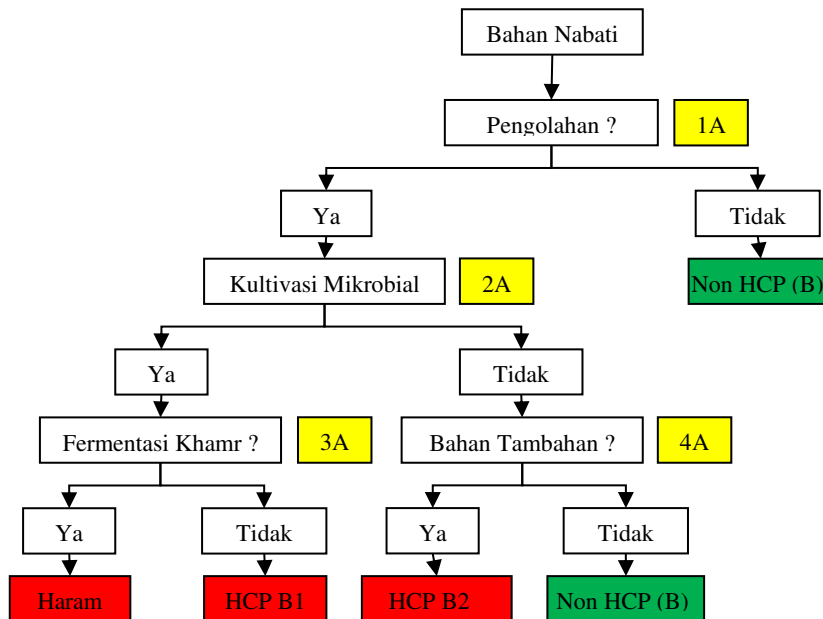 Bahan Nabati
Pengolahan ?
1A
Ya
Tidak
Kultivasi Mikrobial
2A
Non HCP (B)
Ya
Tidak
Fermentasi Khamr ?
3A
Bahan Tambahan ?
4A
Ya
Tidak
Ya
Tidak
Haram
HCP B1
HCP B2
Non HCP (B)